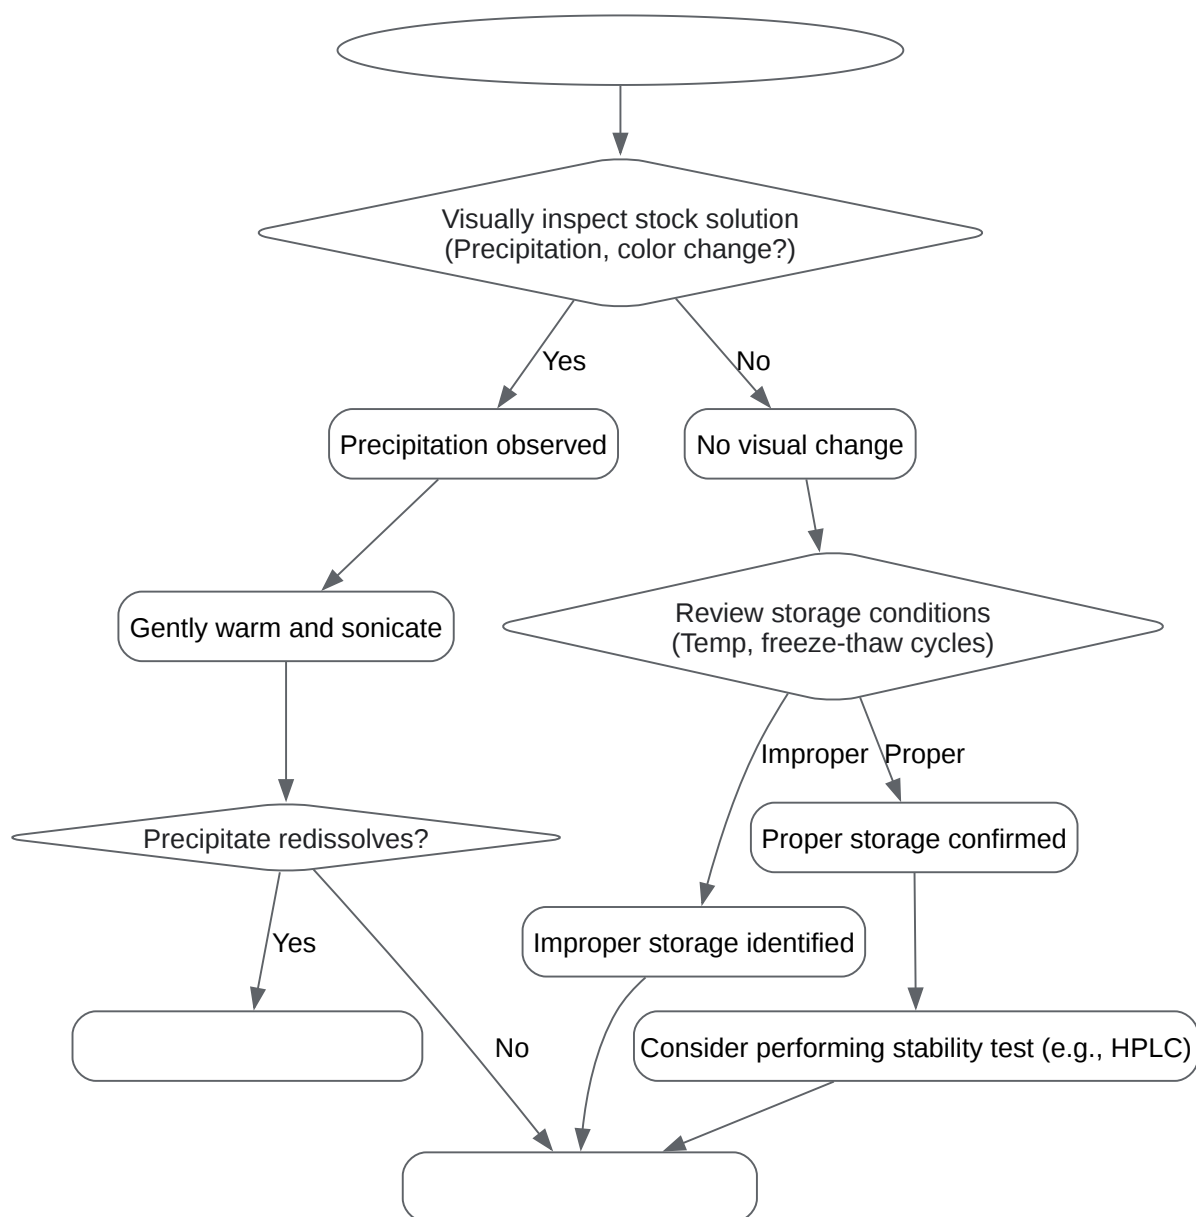 Visually inspect stock solution
(Precipitation, color change?)
Yes
No
Precipitation observed
No visual change
Gently warm and sonicate
Review storage conditions
(Temp, freeze-thaw cycles)
Improper
Proper
Precipitate redissolves?
Proper storage confirmed
Yes
Improper storage identified
No
Consider performing stability test (e.g., HPLC)